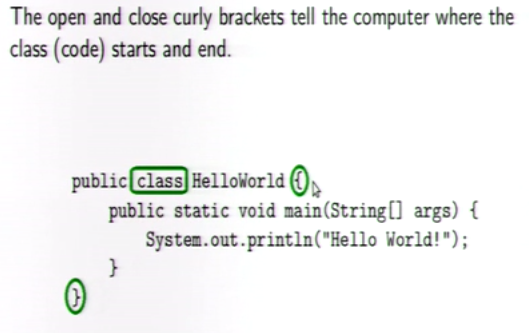 The open and close curly brackets tell the computer where the
class (code) starts and end.
public class HelloWorld {
public static void main(String[] args) {
System.out.println("Hello World!");
}
}